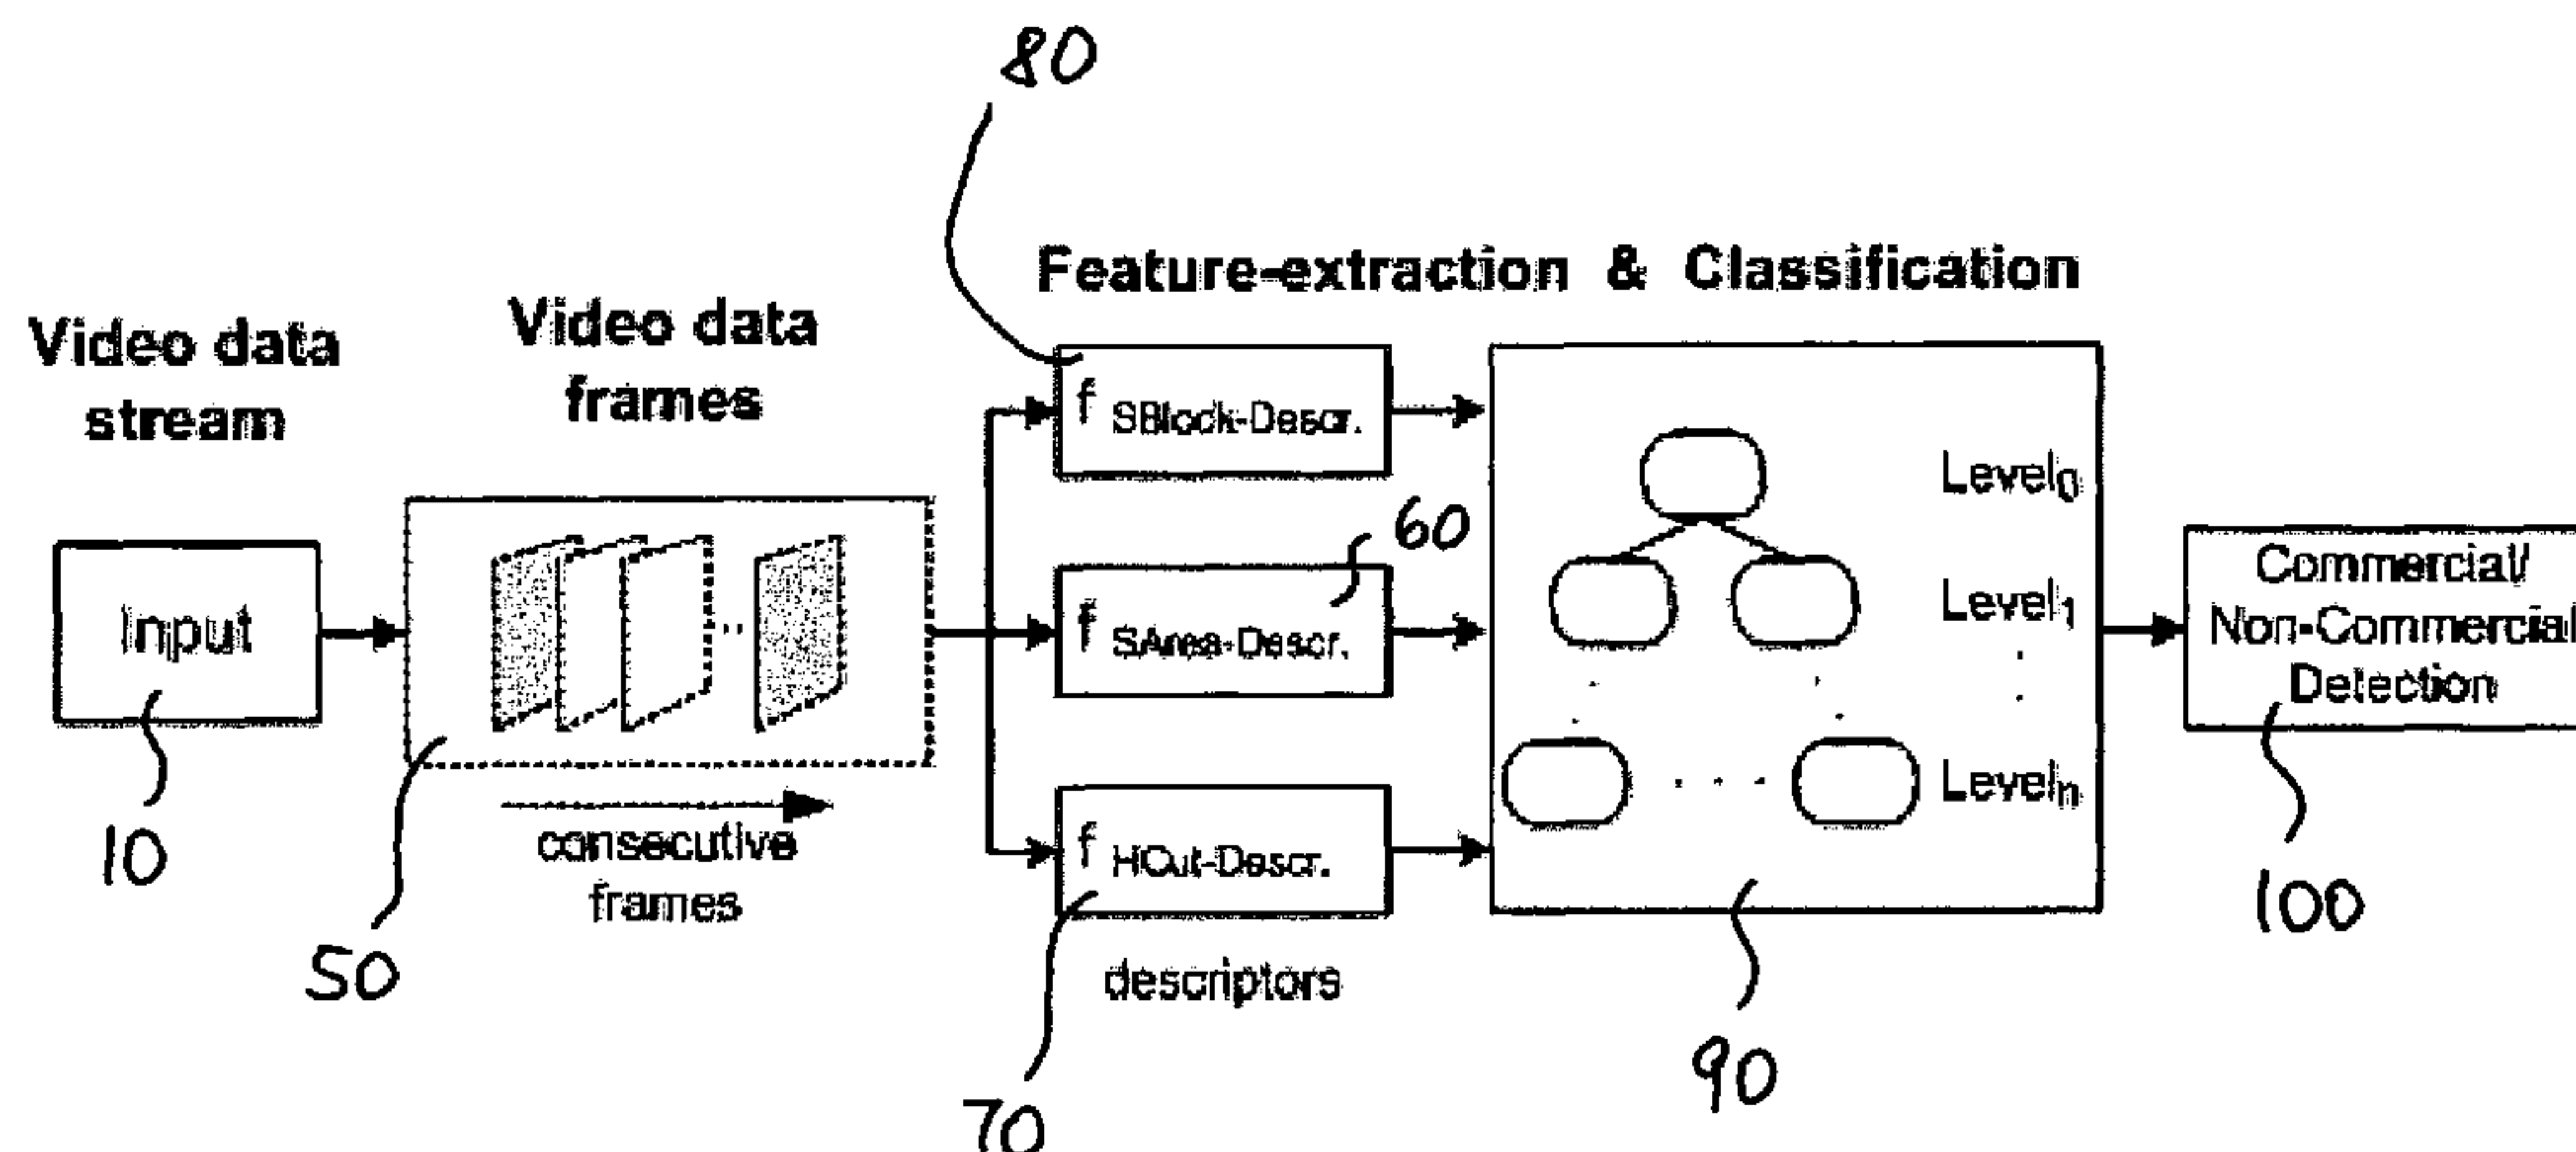 80
Feature-extraction & Classification
Video data
stream
Video data
frames
f SBlock-Descr.
Level0
60
Input
f SArea-Descr.
Level1
Commercial/
Non-Commercial
Detection
consecutive
frames
f HCut-Descr.
Leveln
10
50
descriptors
100
70
90